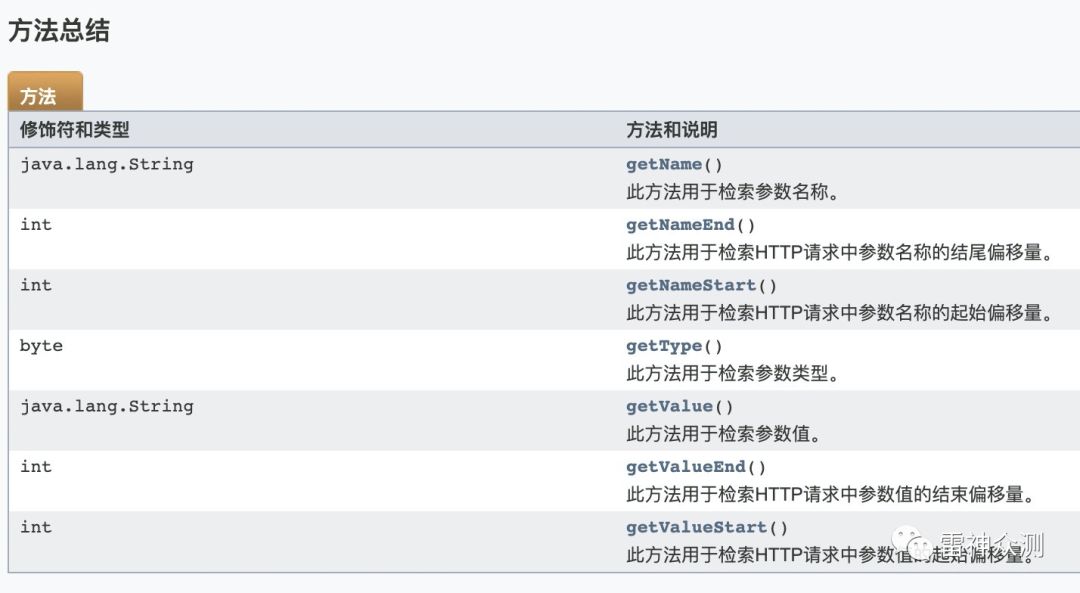 方法总结
方法
修饰符和类型 方法和说明
java.lang.String getName()
此方法用于检索参数名称。
int getNameEnd()
此方法用于检索HTTP请求中参数名称的结尾偏移量。
int getNameStart()
此方法用于检索HTTP请求中参数名称的起始偏移量。
byte getType()
此方法用于检索参数类型。
java.lang.String getValue()
此方法用于检索参数值。
int getValueEnd()
此方法用于检索HTTP请求中参数值的结束偏移量。
int getValueStart()
此方法用于检索HTTP请求中参数值的起始偏移量。
雷神众测